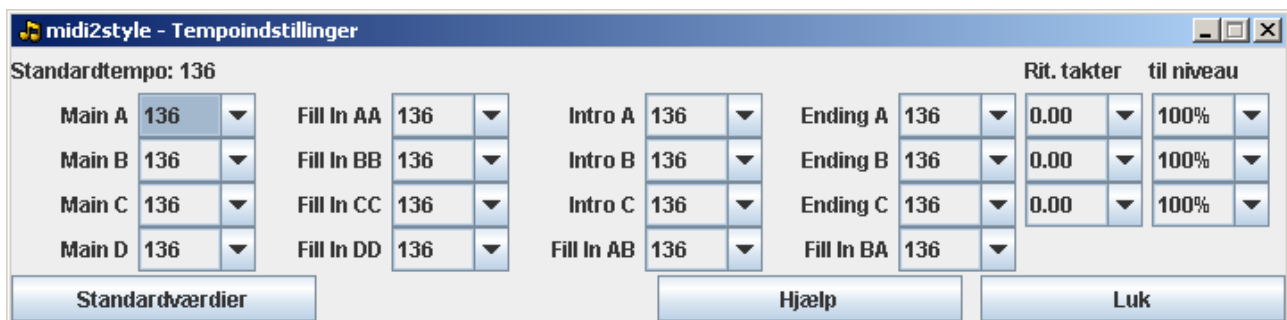 midi2style - Tempoindstillinger
Standardtempo: 136 Rit. takter til niveau
Main A 136 Fill In AA 136 Intro A 136 Ending A 136 0.00 100%
Main B 136 Fill In BB 136 Intro B 136 Ending B 136 0.00 100%
Main C 136 Fill In CC 136 Intro C 136 Ending C 136 0.00 100%
Main D 136 Fill In DD 136 Fill In AB 136 Fill In BA 136
Standardværdier Hjælp Luk